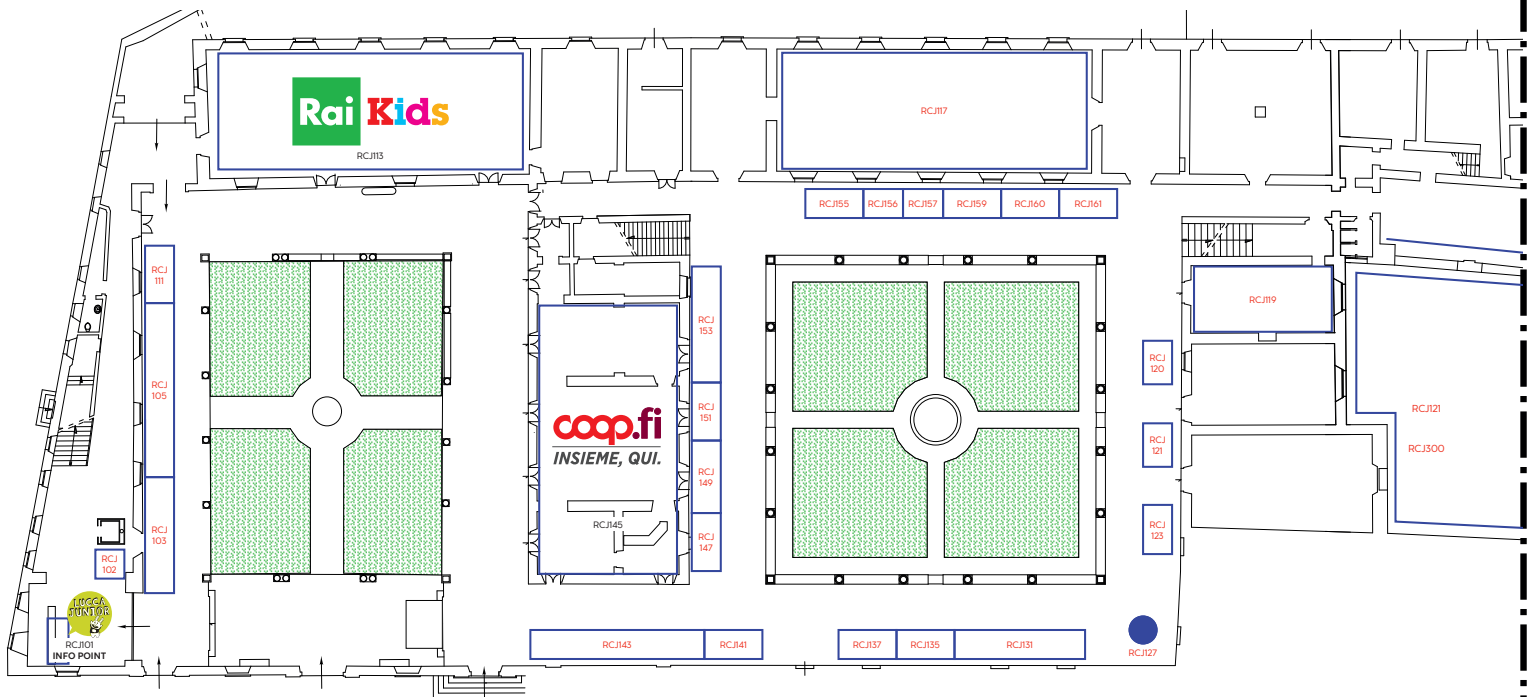 Rai Kids
RCJ113
RCJ117
RCJ155
RCJ156
RCJ157
RCJ159
RCJ160
RCJ161
RCJ
111
RCJ
105
RCJ
103
RCJ
102
LUCCA
JUNIOR
RCJ101
INFO POINT
coop.fi
INSIEME, QUI.
RCJ145
RCJ
153
RCJ
151
RCJ
149
RCJ
147
RCJ143
RCJ141
RCJ137
RCJ135
RCJ131
RCJ127
RCJ119
RCJ
120
RCJ
121
RCJ
123
RCJ121
RCJ300